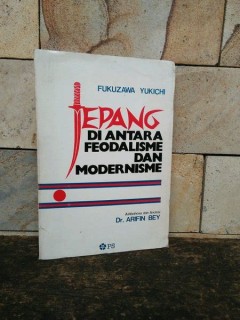 FUKUZAWA YUKICHI
JEPANG
DI ANTARA
FEODALISME
DAN
MODERNISME
Dr. ARIFIN BEY